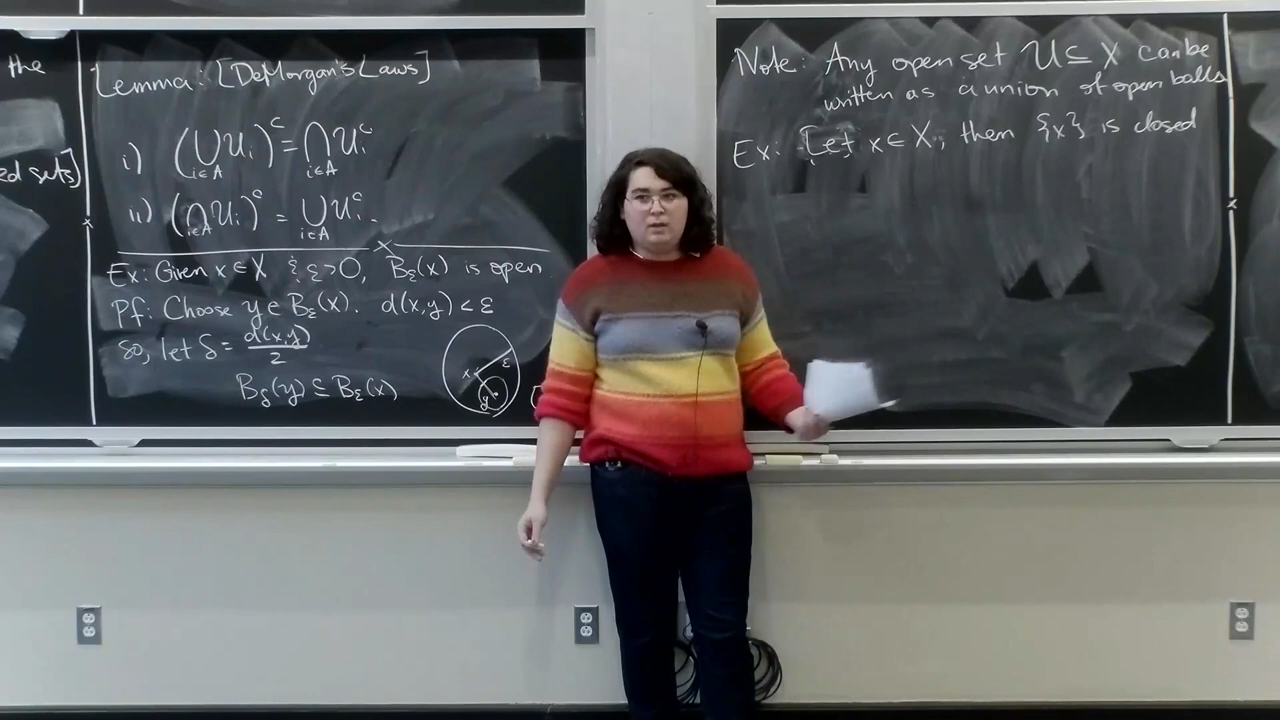 the
ed sets]
Lemma: [DeMorgan's Laws]
i) (⋃_{i∈A} U_i)^c = ⋂_{i∈A} U_i^c
ii) (⋂_{i∈A} U_i)^c = ⋃_{i∈A} U_i^c.
Ex: Given x∈X & ε>0, B_ε(x) is open
Pf: Choose y∈B_ε(x). d(x,y) < ε
So, let δ = d(x,y)/2
B_δ(y) ⊆ B_ε(x)
x ε
y
Note: Any open set U ⊆ X can be
written as a union of open balls
Ex: Let x∈X, then {x} is closed